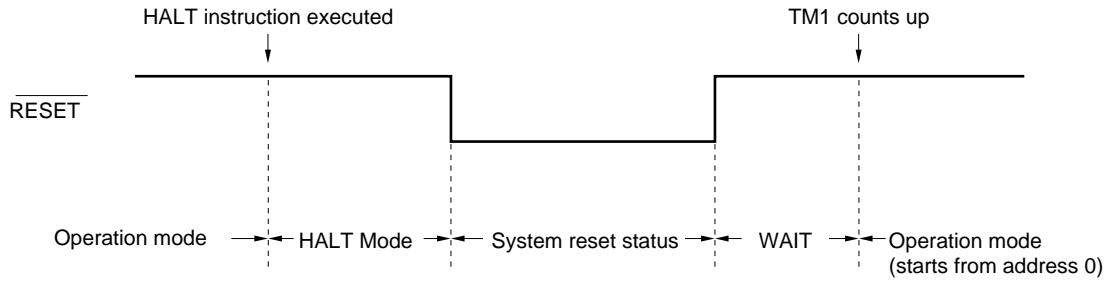 HALT instruction executed
TM1 counts up
RESET
Operation mode
HALT Mode
System reset status
WAIT
Operation mode
(starts from address 0)